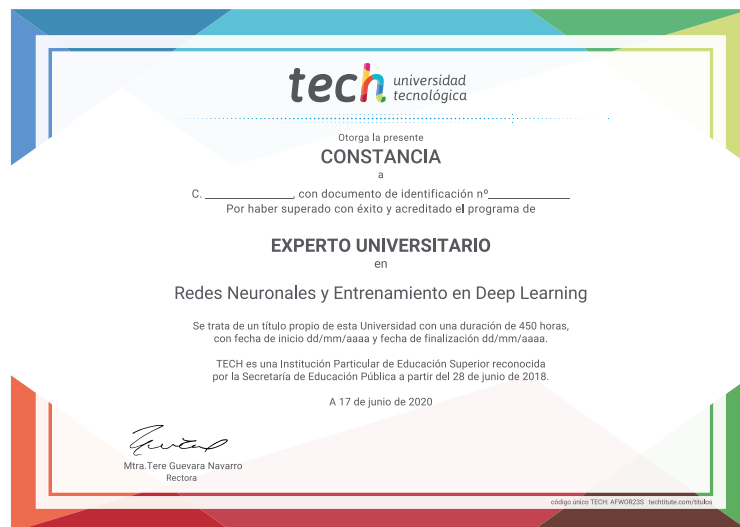 tech universidad
tecnológica
Otorga la presente
CONSTANCIA
a
C. ______________, con documento de identificación nº______________
Por haber superado con éxito y acreditado el programa de
EXPERTO UNIVERSITARIO
en
Redes Neuronales y Entrenamiento en Deep Learning
Se trata de un título propio de esta Universidad con una duración de 450 horas,
con fecha de inicio dd/mm/aaaa y fecha de finalización dd/mm/aaaa.
TECH es una Institución Particular de Educación Superior reconocida
por la Secretaría de Educación Pública a partir del 28 de junio de 2018.
A 17 de junio de 2020
Mtra.Tere Guevara Navarro
Rectora
código único TECH: AFWOR23S techtitute.com/titulos